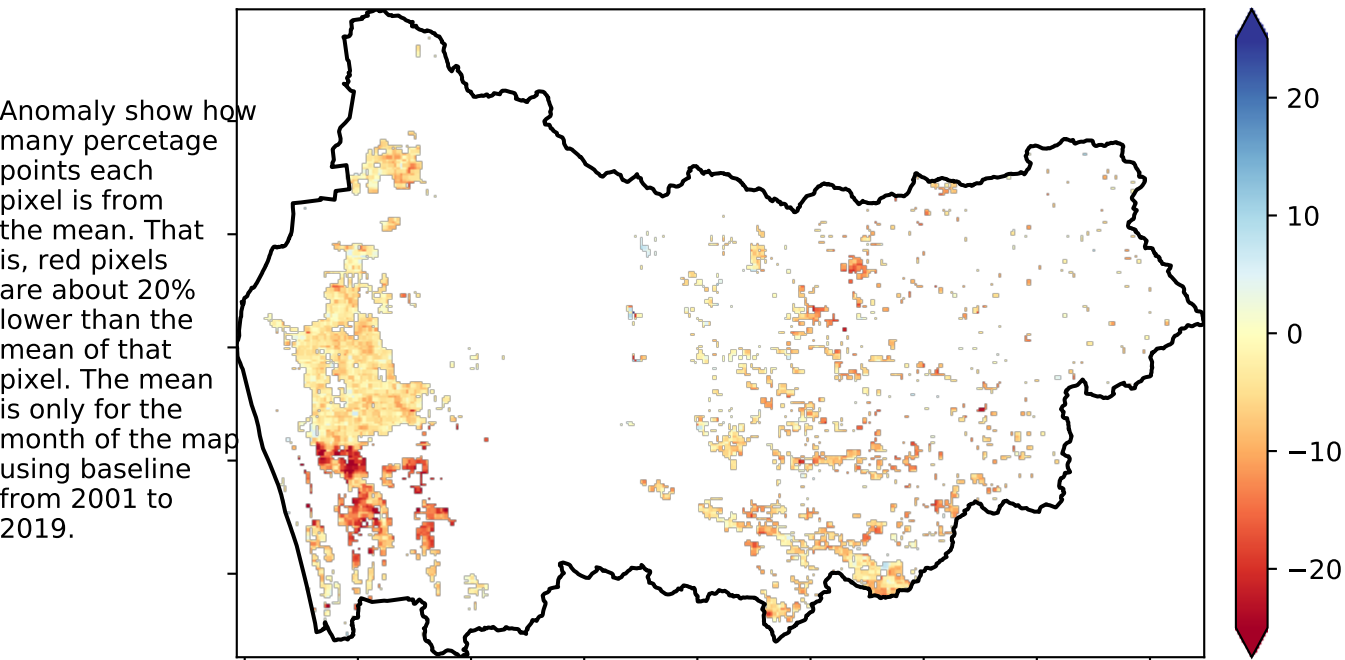 Anomaly show how
many percetage
points each
pixel is from
the mean. That
is, red pixels
are about 20%
lower than the
mean of that
pixel. The mean
is only for the
month of the map
using baseline
from 2001 to
2019.
20
10
0
−10
−20